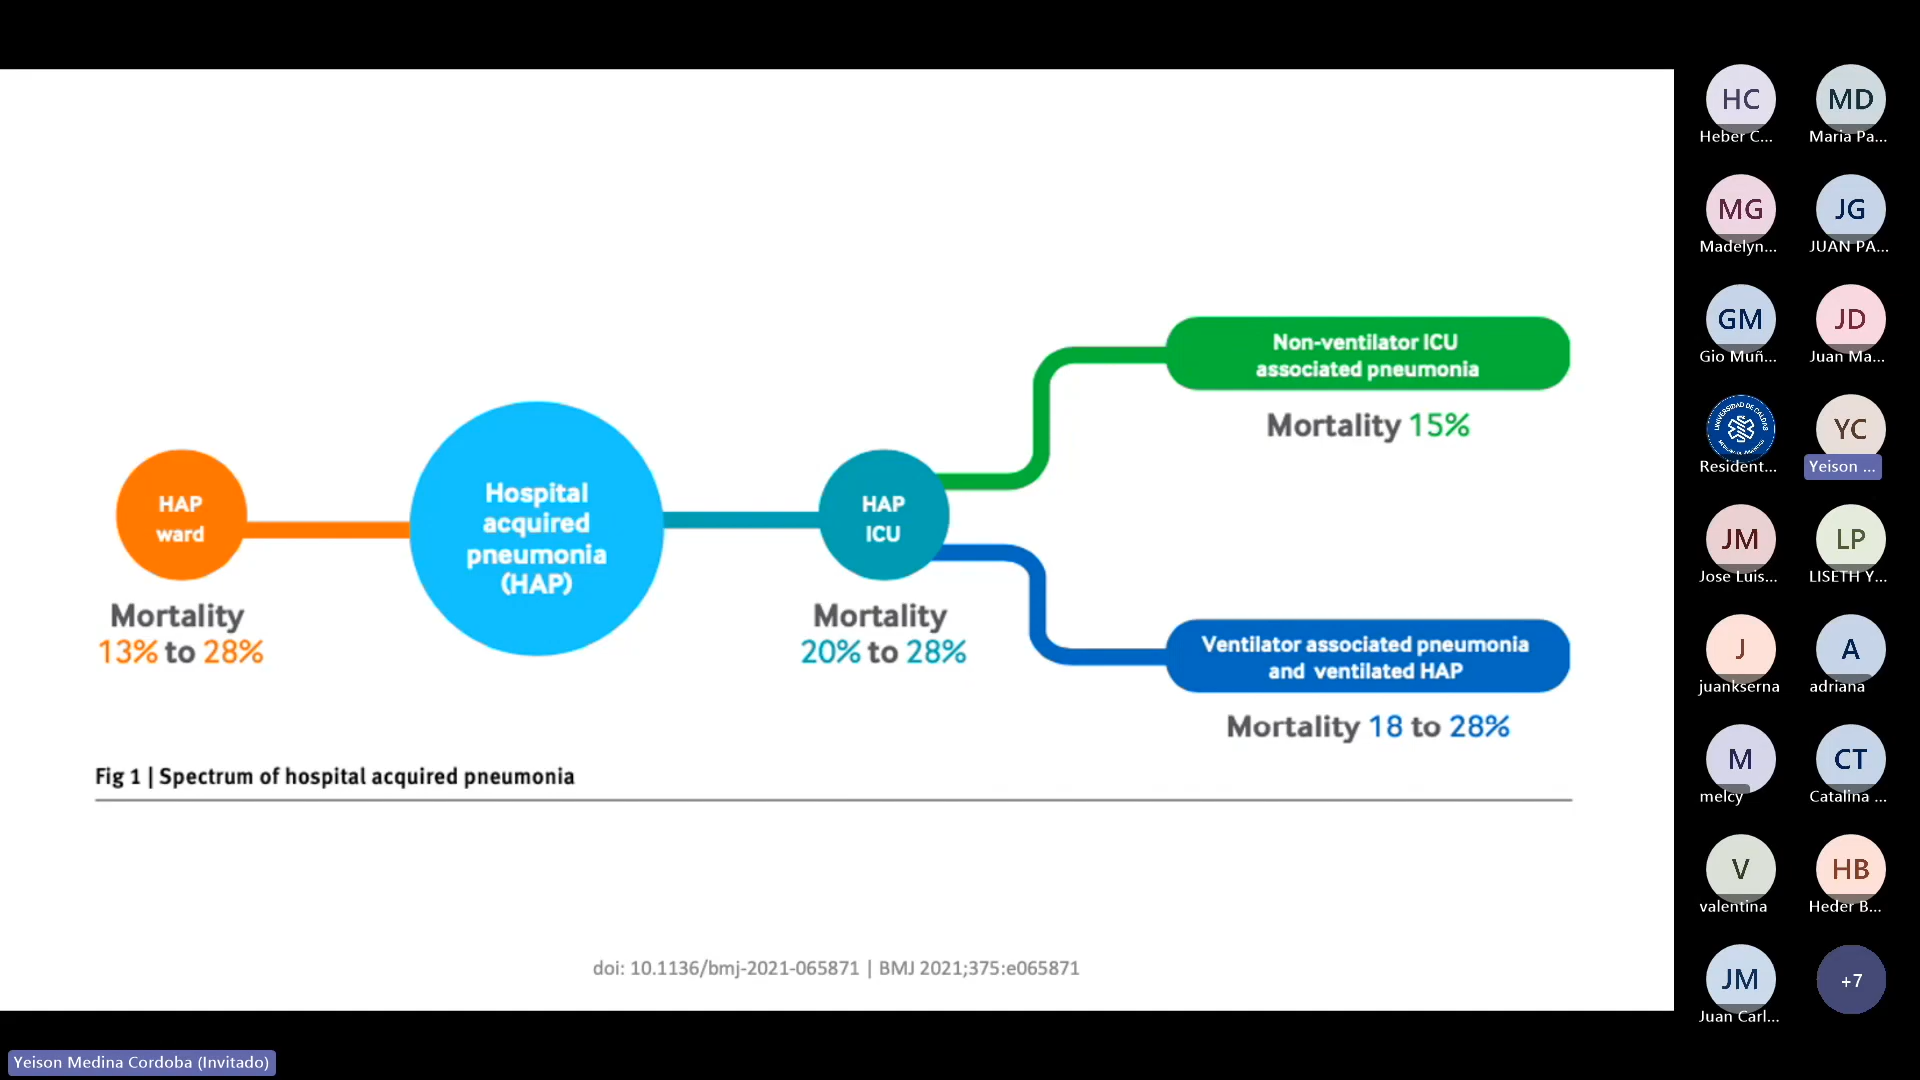 HAP
ward
Mortality
13% to 28%
Hospital
acquired
pneumonia
(HAP)
HAP
ICU
Mortality
20% to 28%
Non-ventilator ICU
associated pneumonia
Mortality 15%
Ventilator associated pneumonia
and ventilated HAP
Mortality 18 to 28%
Fig 1 | Spectrum of hospital acquired pneumonia
doi: 10.1136/bmj-2021-065871 | BMJ 2021;375:e065871
Yeison Medina Cordoba (Invitado)
HC
Heber C...
MD
Maria Pa...
MG
Madelyn...
JG
JUAN PA...
GM
Gio Muñ...
JD
Juan Ma...
UNIVERSIDAD DE CALDAS
Resident...
YC
Yeison ...
JM
Jose Luis...
LP
LISETH Y...
J
juankserna
A
adriana
M
melcy
CT
Catalina ...
V
valentina
HB
Heder B...
JM
Juan Carl...
+7